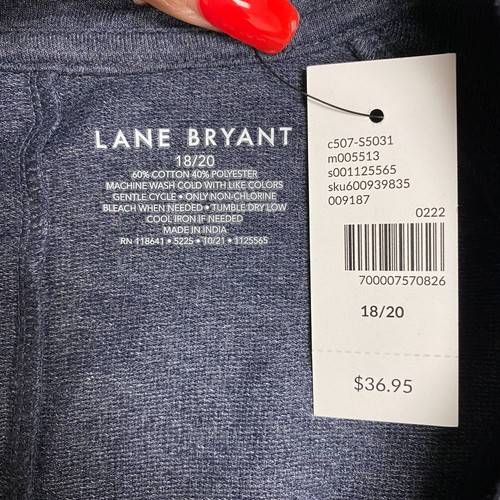 LANE BRYANT
18/20
60% COTTON 40% POLYESTER
MACHINE WASH COLD WITH LIKE COLORS
GENTLE CYCLE • ONLY NON-CHLORINE
BLEACH WHEN NEEDED • TUMBLE DRY LOW
COOL IRON IF NEEDED
MADE IN INDIA
RN 118641 • 5225 • 10/21 • 1125565
c507-S5031
m005513
s001125565
sku600939835
009187
0222
700007570826
18/20
$36.95